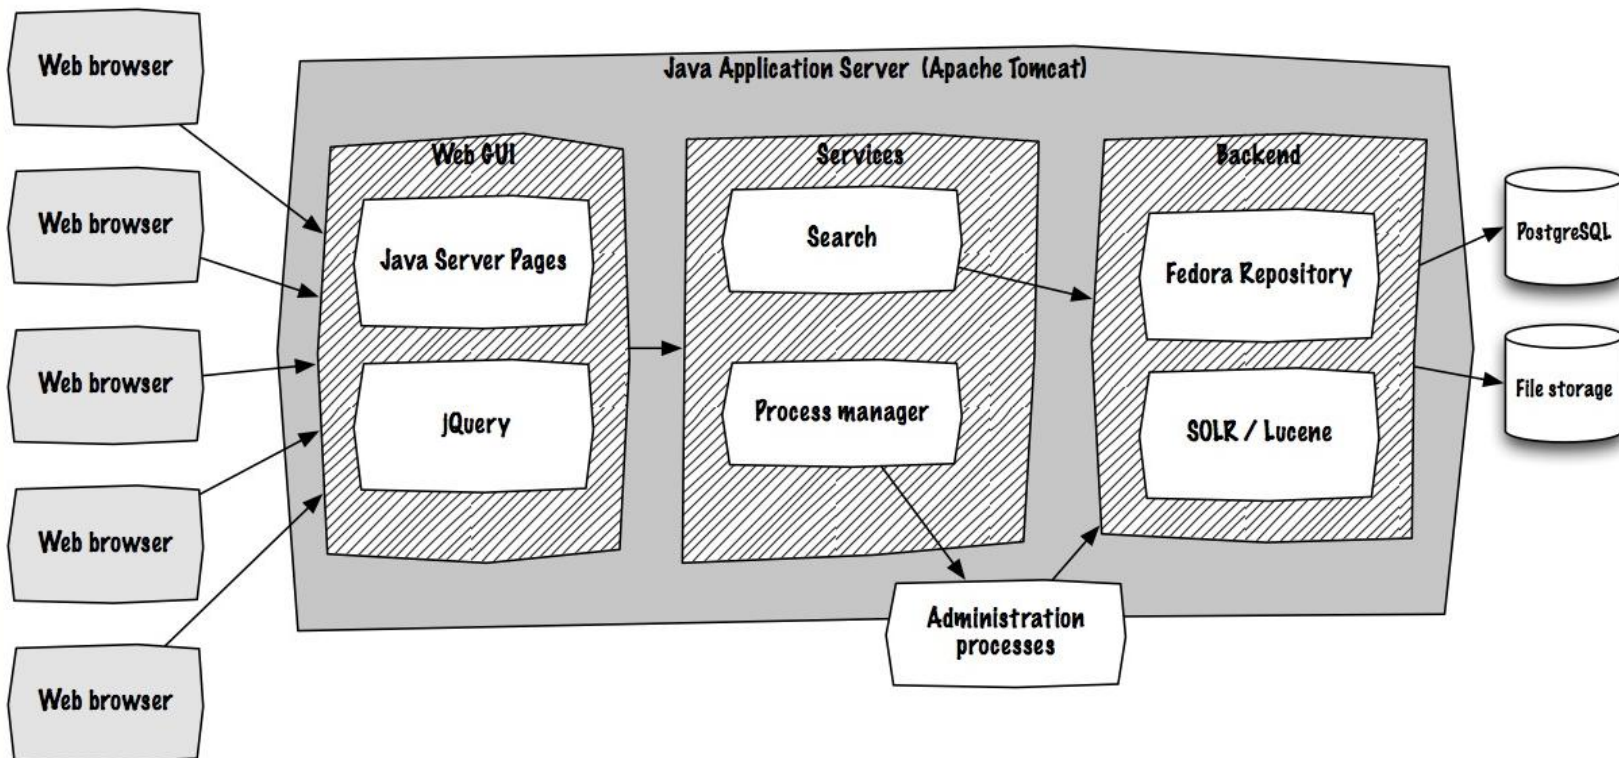 Web browser
Web browser
Web browser
Web browser
Web browser
Java Application Server (Apache Tomcat)
Web GUI
Java Server Pages
jQuery
Services
Search
Process manager
Administration
processes
Backend
Fedora Repository
SOLR / Lucene
PostgreSQL
File storage